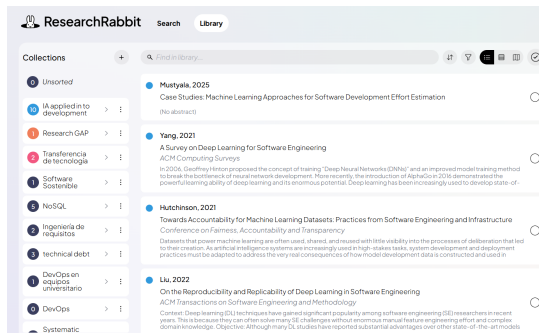 ResearchRabbit
Search
Library
Collections
+
Find in library...
0 Unsorted
10 IA applied in to
development
1 Research GAP
2 Transferencia
de tecnologia
1 Software
Sostenible
5 NoSQL
2 Ingeniería de
requisitos
3 technical debt
1 DevOps en
equipos
universitario
0 DevOps
Systematic
Mustyala, 2025
Case Studies: Machine Learning Approaches for Software Development Effort Estimation
(No abstract)
Yang, 2021
A Survey on Deep Learning for Software Engineering
ACM Computing Surveys
In 2006, Geoffrey Hinton proposed the concept of training "Deep Neural Networks (DNNs)" and an improved model training method
to break the bottleneck of neural network development. More recently, the introduction of AlphaGo in 2016 demonstrated the
powerful learning ability of deep learning and its enormous potential. Deep learning has been increasingly used to develop state-of-
Hutchinson, 2021
Towards Accountability for Machine Learning Datasets: Practices from Software Engineering and Infrastructure
Conference on Fairness, Accountability and Transparency
Datasets that power machine learning are often used, shared, and reused with little visibility into the processes of deliberation that led
to their creation. As artificial intelligence systems are increasingly used in high-stakes tasks, system development and deployment
practices must be adapted to address the very real consequences of how model development data is constructed and used in
Liu, 2022
On the Reproducibility and Replicability of Deep Learning in Software Engineering
ACM Transactions on Software Engineering and Methodology
Context: Deep learning (DL) techniques have gained significant popularity among software engineering (SE) researchers in recent
years. This is because they can often solve many SE challenges without enormous manual feature engineering effort and complex
domain knowledge. Objective: Although many DL studies have reported substantial advantages over other state-of-the-art models